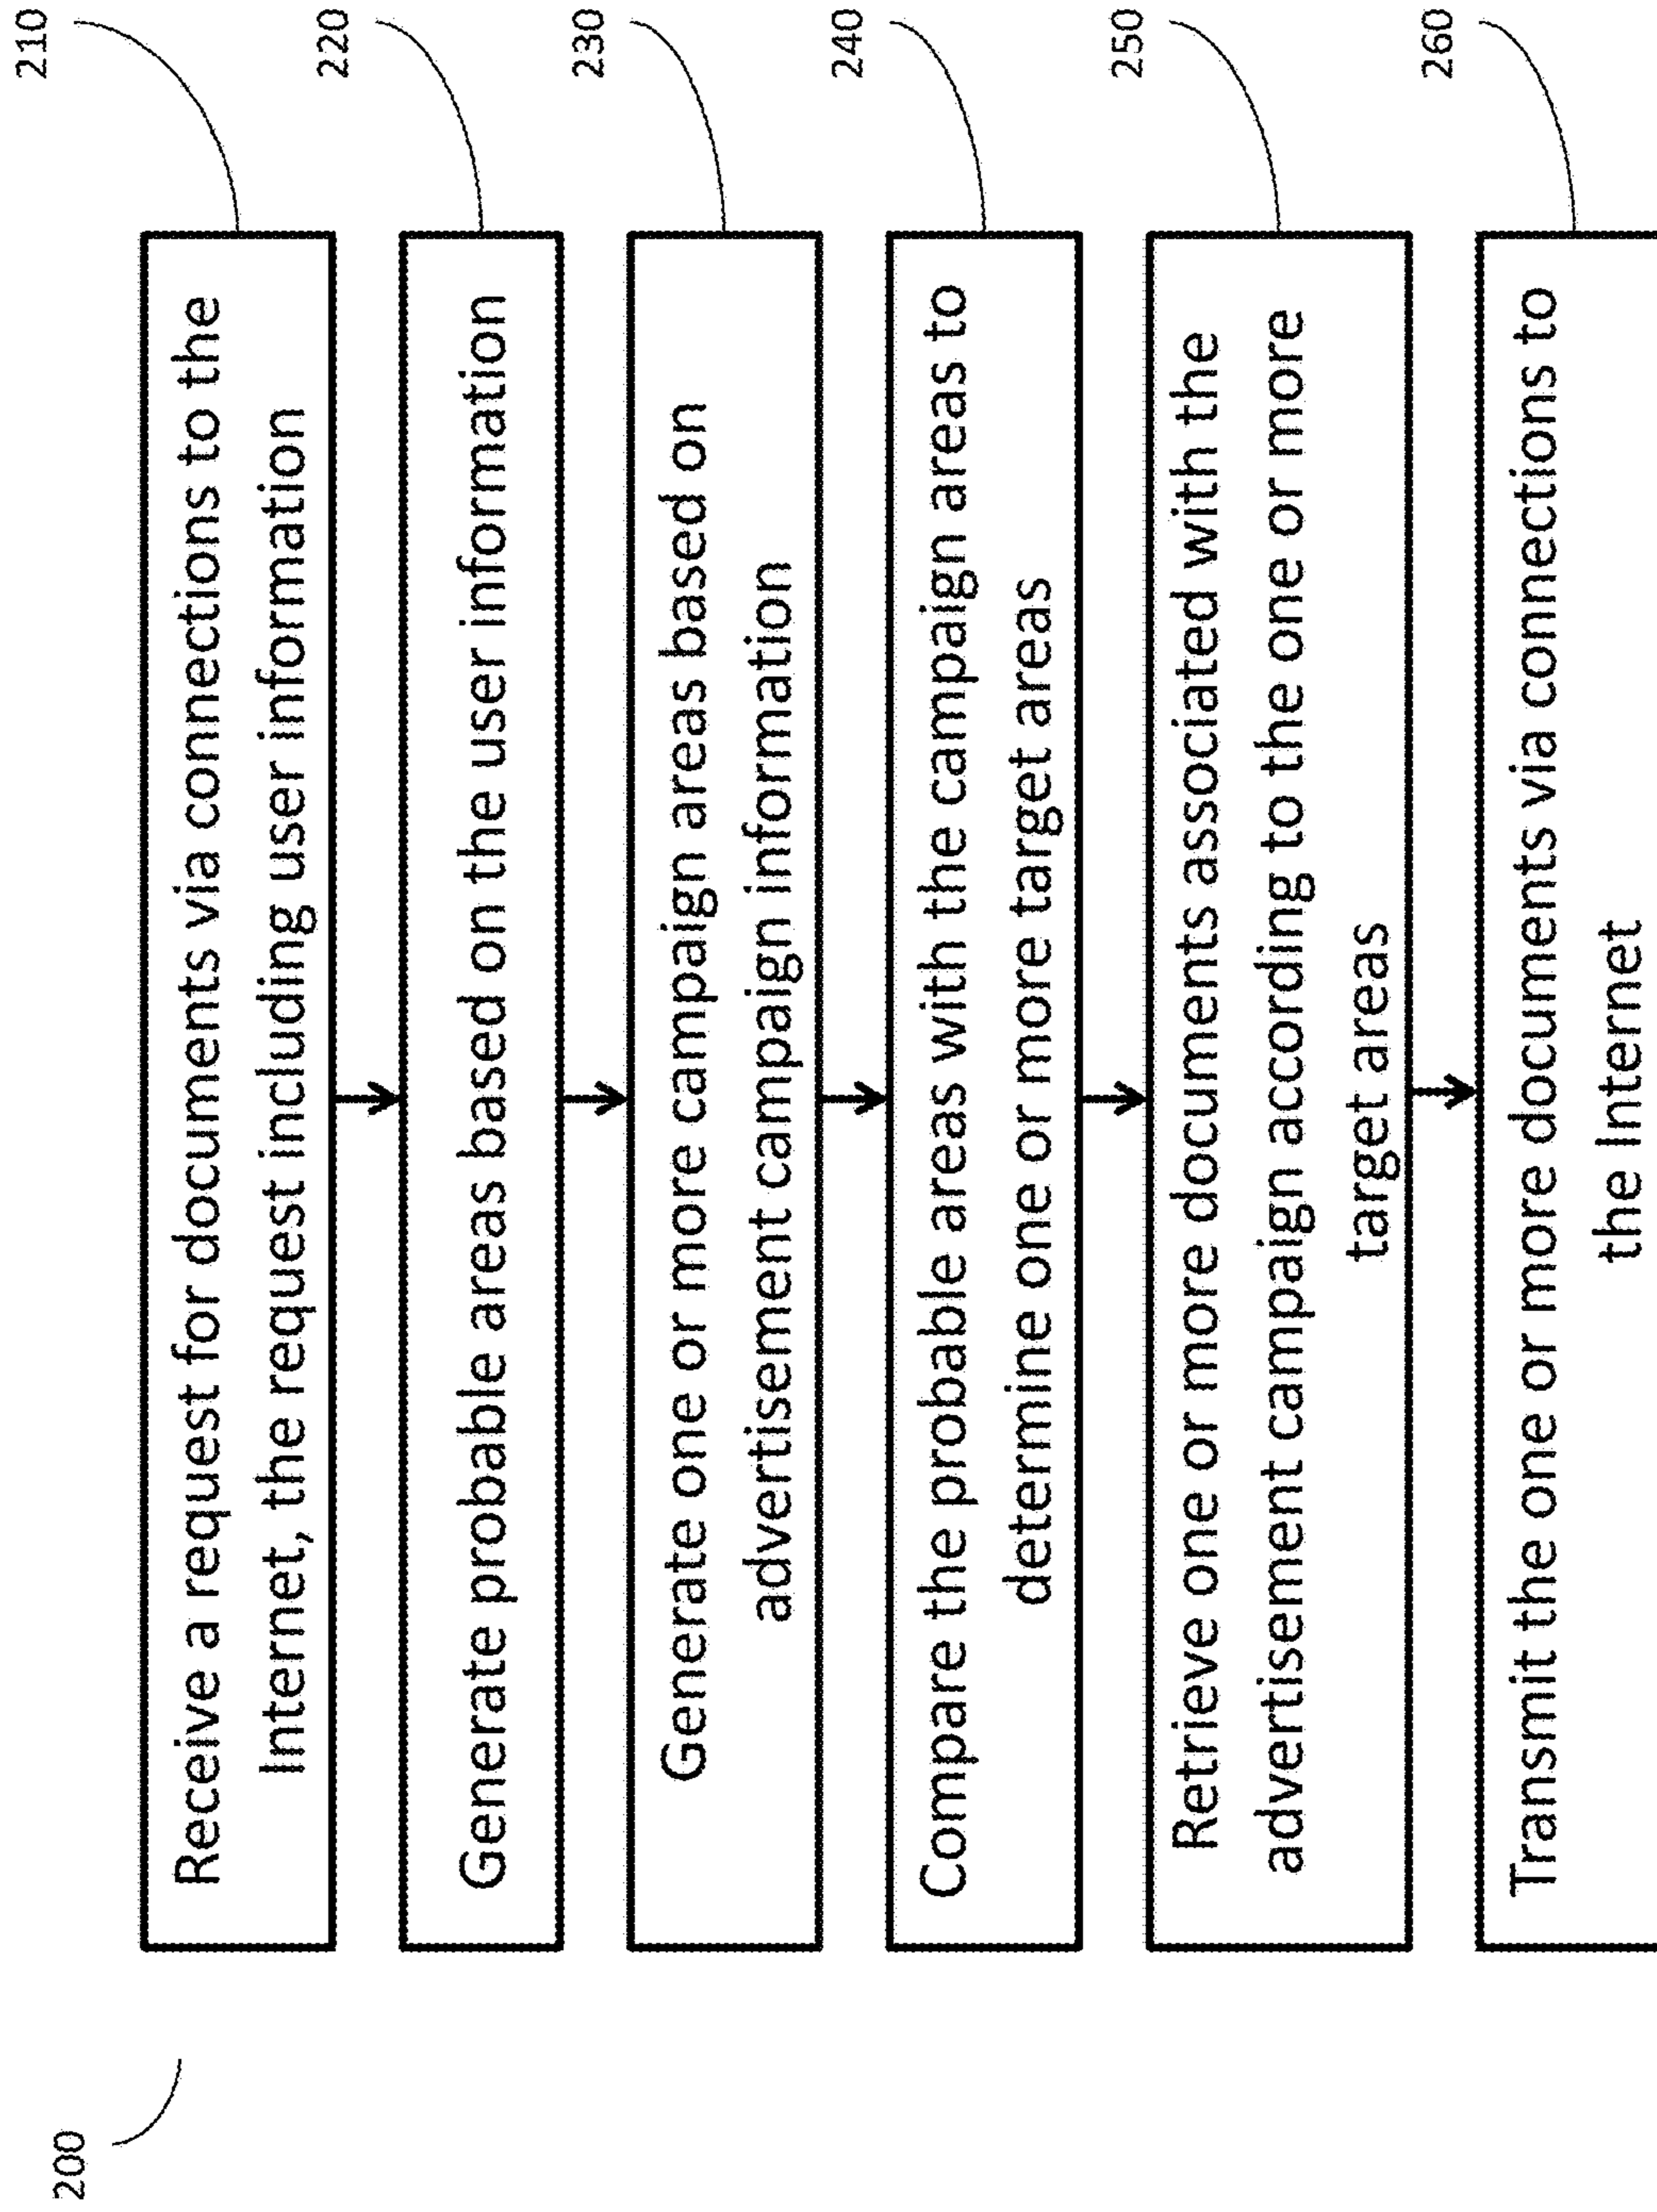 200
210
Receive a request for documents via connections to the
Internet, the request including user information
220
Generate probable areas based on the user information
230
Generate one or more campaign areas based on
advertisement campaign information
240
Compare the probable areas with the campaign areas to
determine one or more target areas
250
Retrieve one or more documents associated with the
advertisement campaign according to the one or more
target areas
260
Transmit the one or more documents via connections to
the Internet